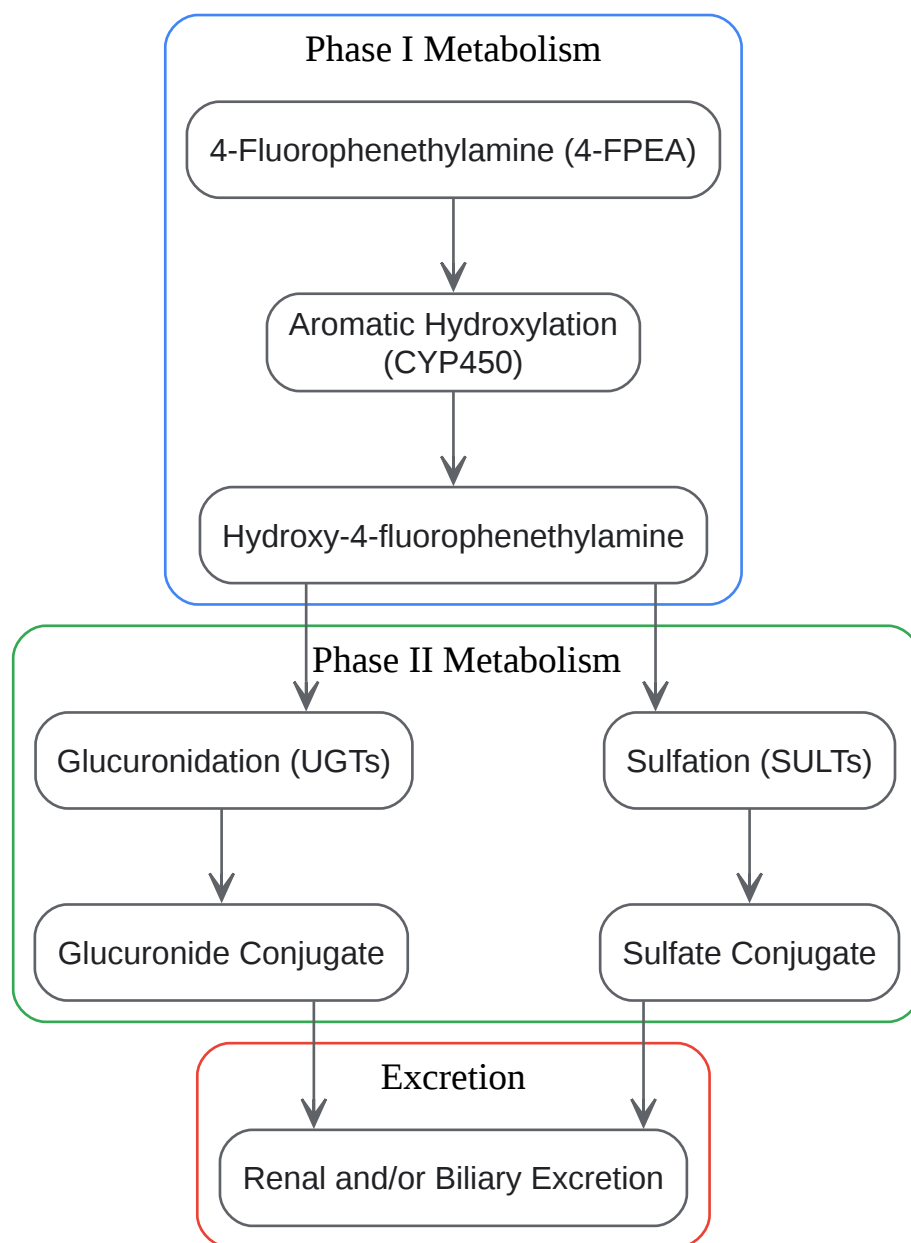 Phase I Metabolism
4-Fluorophenethylamine (4-FPEA)
Aromatic Hydroxylation
(CYP450)
Hydroxy-4-fluorophenethylamine
Phase II Metabolism
Glucuronidation (UGTs)
Sulfation (SULTs)
Glucuronide Conjugate
Sulfate Conjugate
Excretion
Renal and/or Biliary Excretion